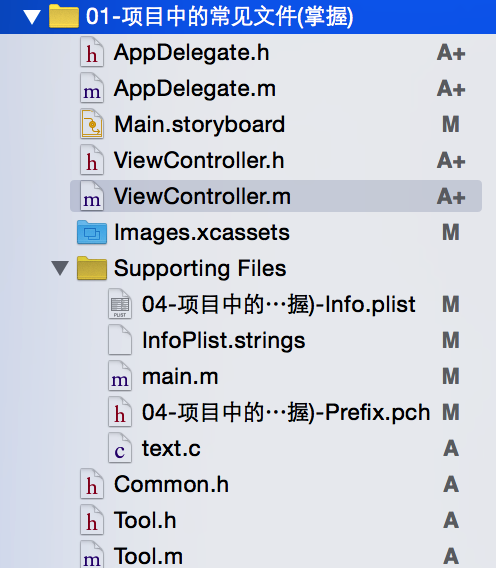 01-项目中的常见文件(掌握)
h AppDelegate.h A+
m AppDelegate.m A+
Main.storyboard M
h ViewController.h A+
m ViewController.m A+
Images.xcassets M
Supporting Files
PLIST 04-项目中的…握)-Info.plist M
InfoPlist.strings M
m main.m M
h 04-项目中的…握)-Prefix.pch M
c text.c A
h Common.h A
h Tool.h A
m Tool.m A